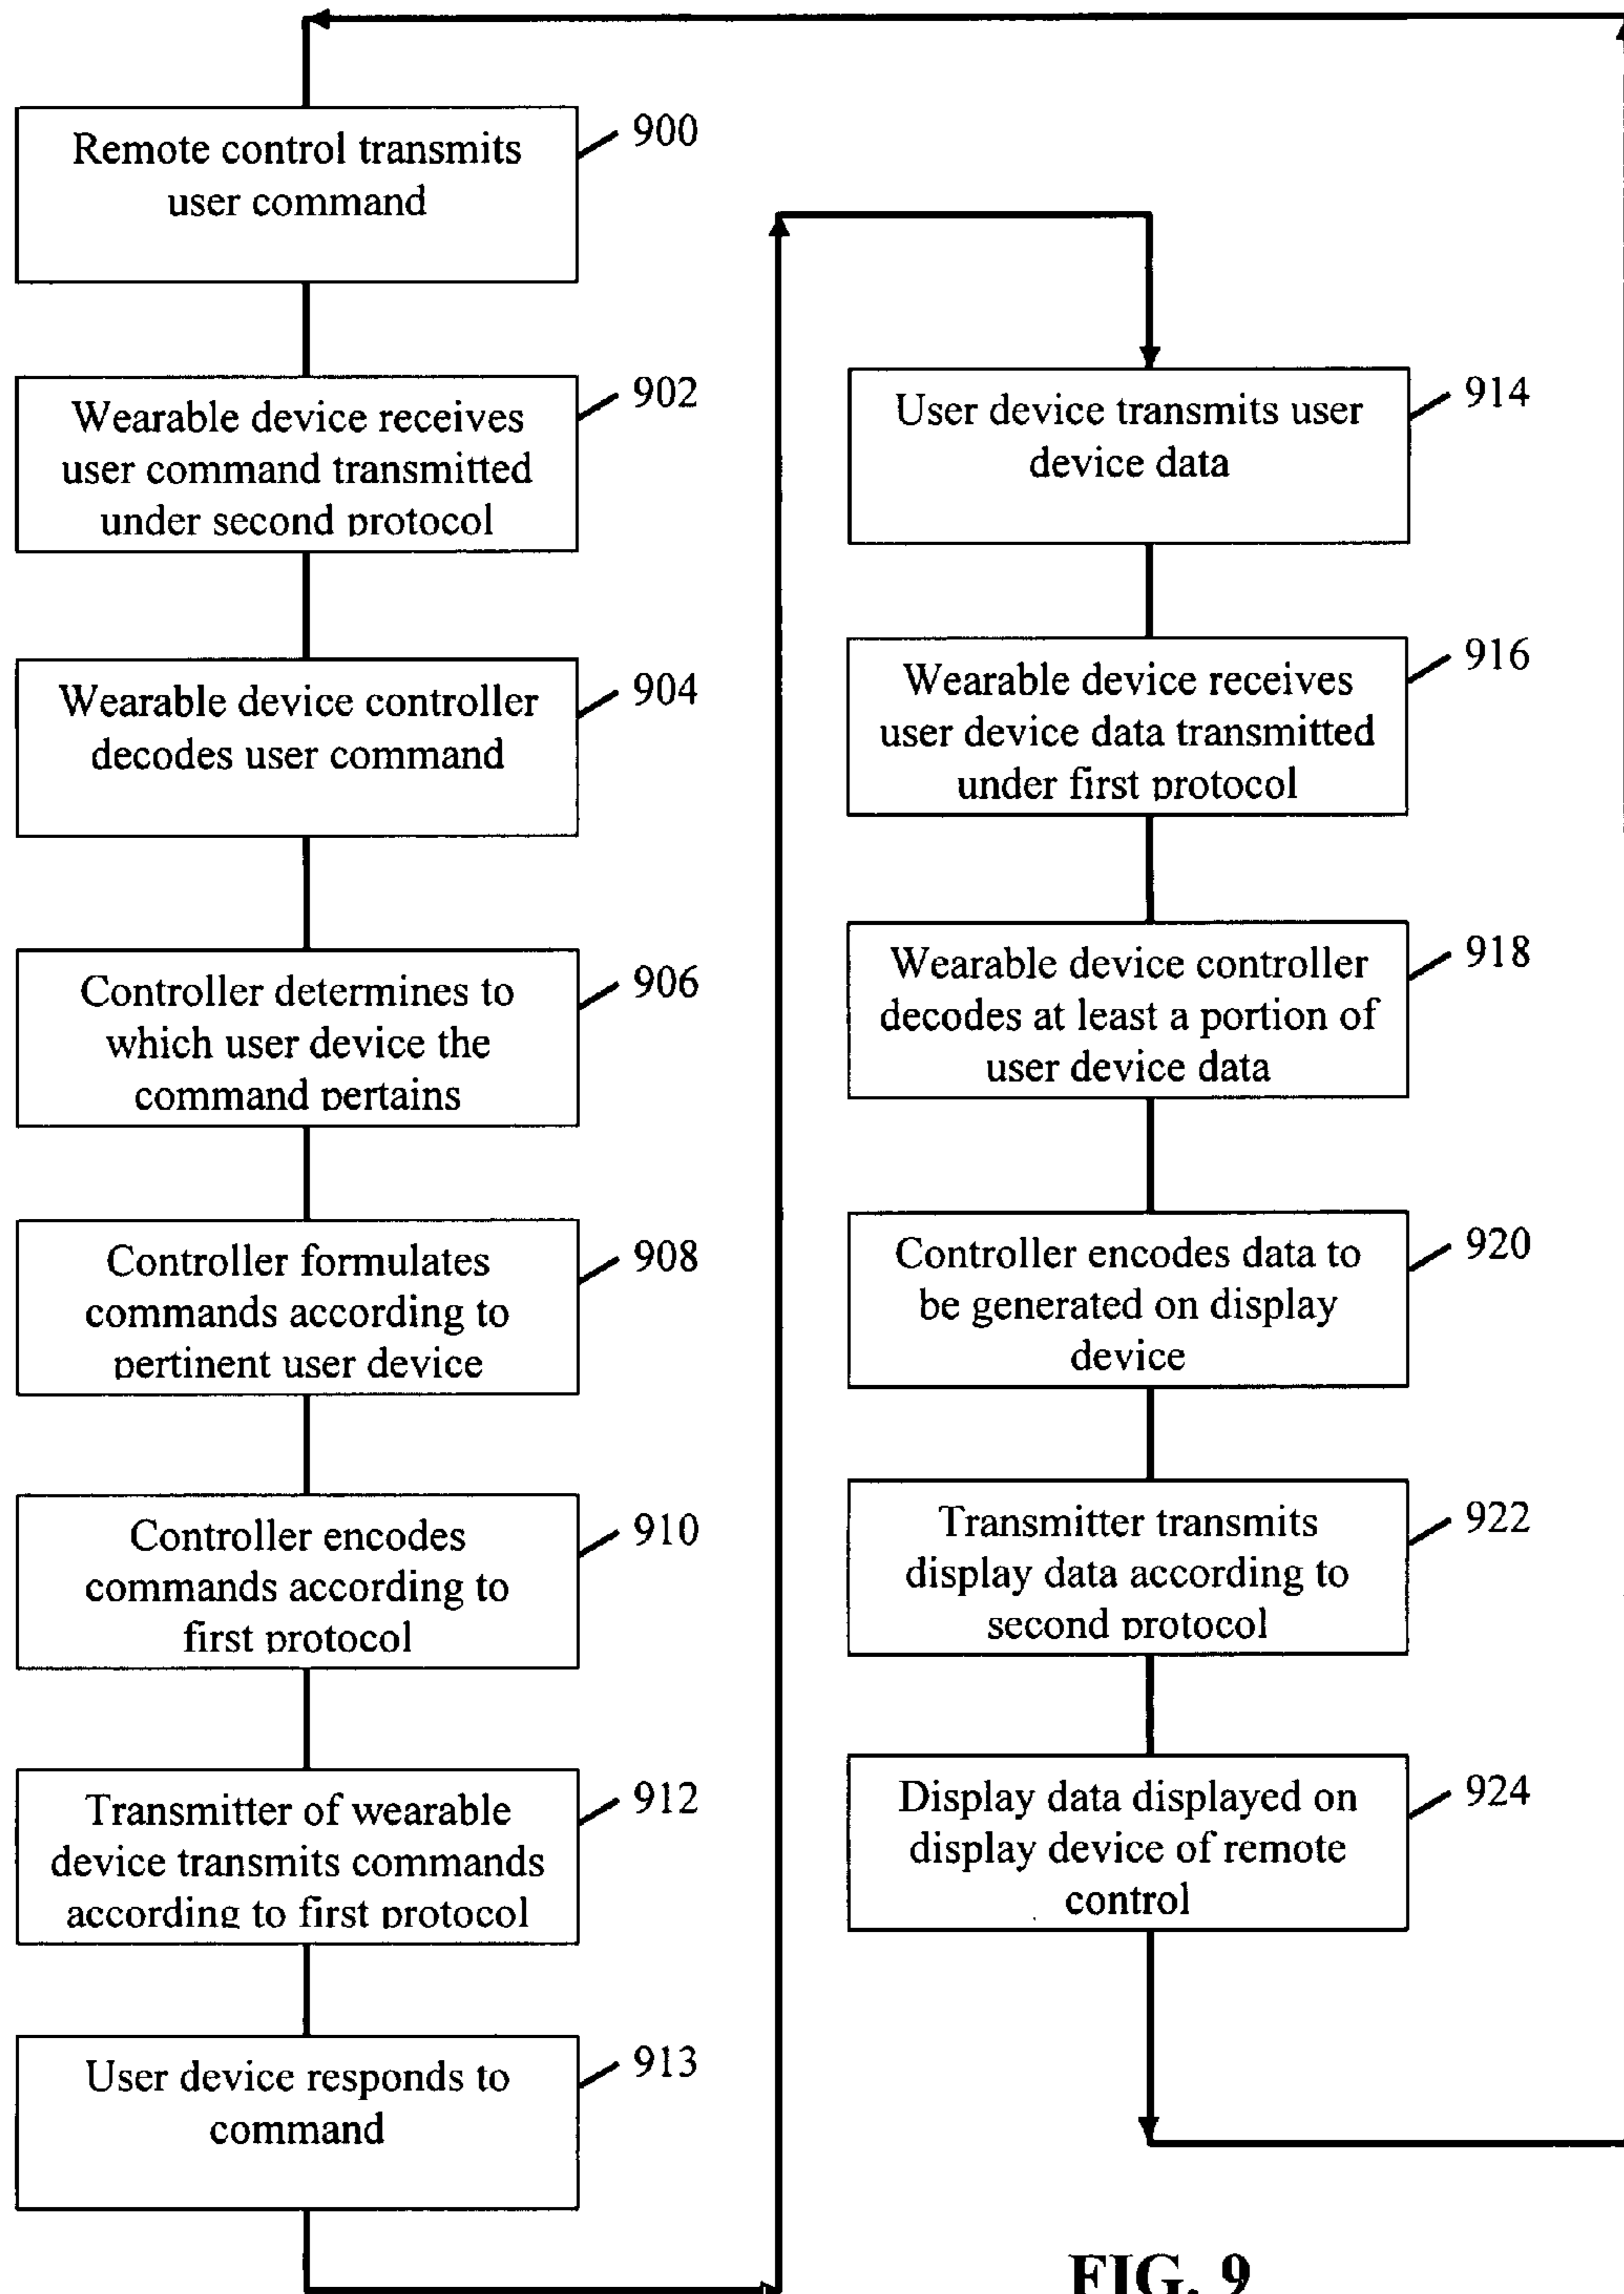 Remote control transmits
user command
900
Wearable device receives
user command transmitted
under second protocol
902
Wearable device controller
decodes user command
904
Controller determines to
which user device the
command pertains
906
Controller formulates
commands according to
pertinent user device
908
Controller encodes
commands according to
first protocol
910
Transmitter of wearable
device transmits commands
according to first protocol
912
User device responds to
command
913
User device transmits user
device data
914
Wearable device receives
user device data transmitted
under first protocol
916
Wearable device controller
decodes at least a portion of
user device data
918
Controller encodes data to
be generated on display
device
920
Transmitter transmits
display data according to
second protocol
922
Display data displayed on
display device of remote
control
924
FIG. 9